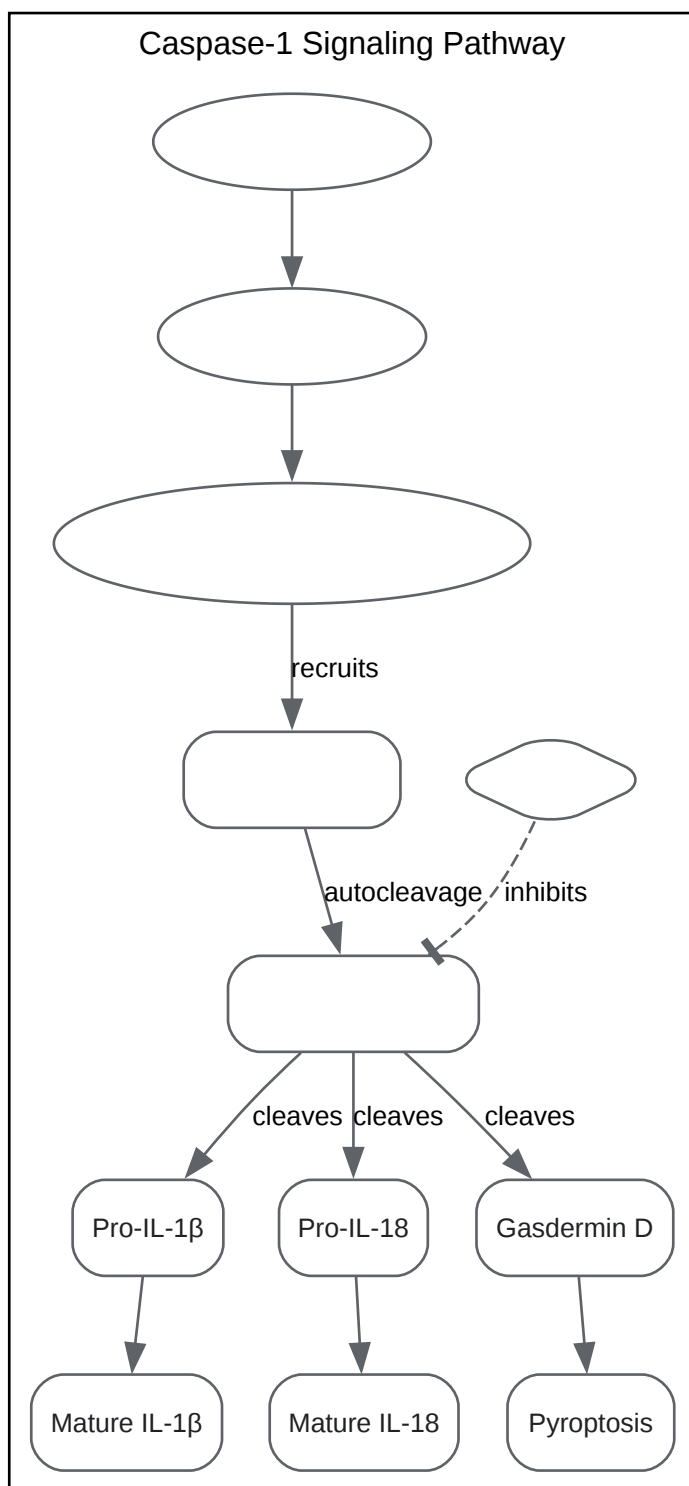 Caspase-1 Signaling Pathway
recruits
autocleavage
inhibits
cleaves
cleaves
cleaves
Pro-IL-1β
Pro-IL-18
Gasdermin D
Mature IL-1β
Mature IL-18
Pyroptosis